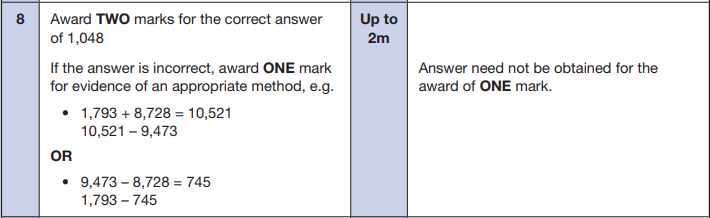 8
Award TWO marks for the correct answer
of 1,048
If the answer is incorrect, award ONE mark
for evidence of an appropriate method, e.g.
• 1,793 + 8,728 = 10,521
10,521 – 9,473
OR
• 9,473 – 8,728 = 745
1,793 – 745
Up to
2m
Answer need not be obtained for the
award of ONE mark.